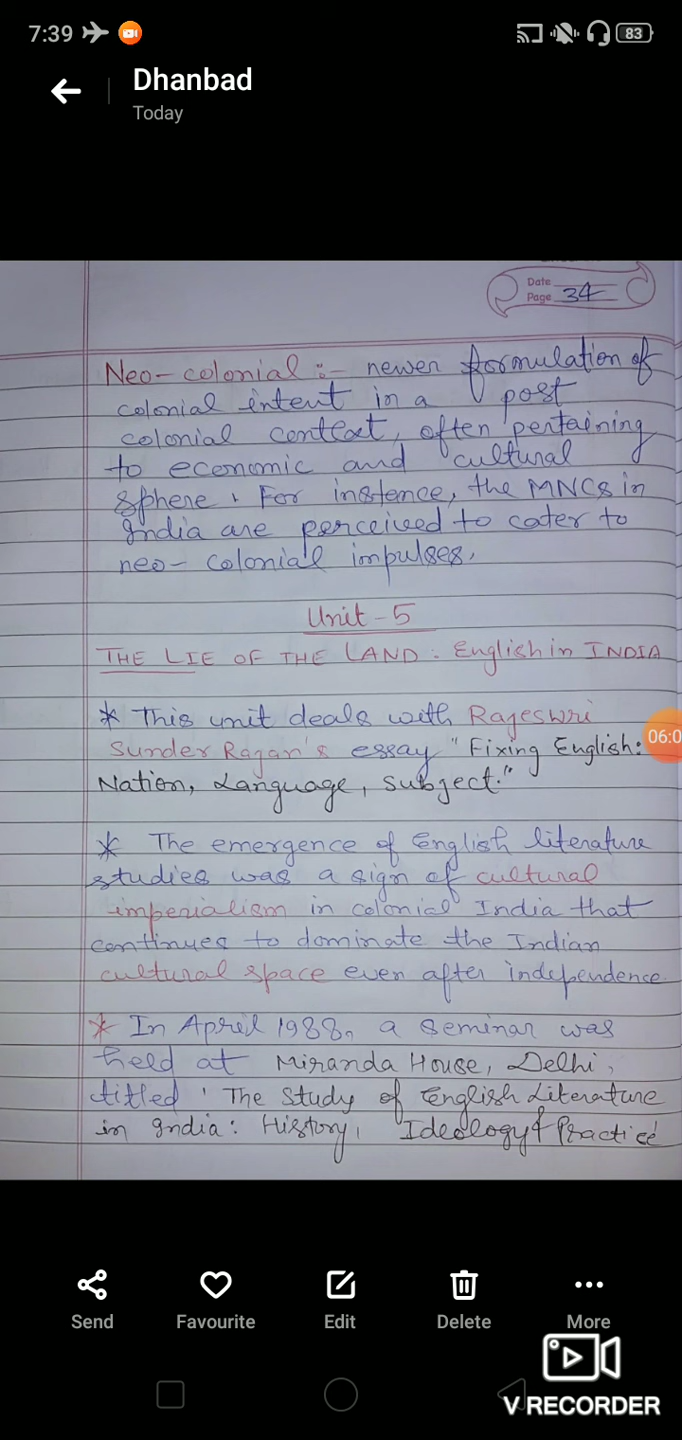 7:39
83
Dhanbad
Today
Date
Page 34
Neo-colonial :- newer formulation of
colonial intent in a post
colonial context, often pertaining
to economic and cultural
sphere. For instence, the MNCs in
India are perceived to cater to
neo-colonial impulses.
Unit-5
THE LIE OF THE LAND: English in INDIA
* This unit deals with Rajeswri
Sunder Rajan's essay "Fixing English:
Nation, Language, Subject."
* The emergence of English literature
studies was a sign of cultural
imperialism in colonial India that
continues to dominate the Indian
cultural space even after independence.
* In April 1988, a seminar was
held at Miranda House, Delhi,
titled 'The Study of English Literature
in India: History, Ideology & Practice
06:0
Send Favourite Edit Delete More
V RECORDER